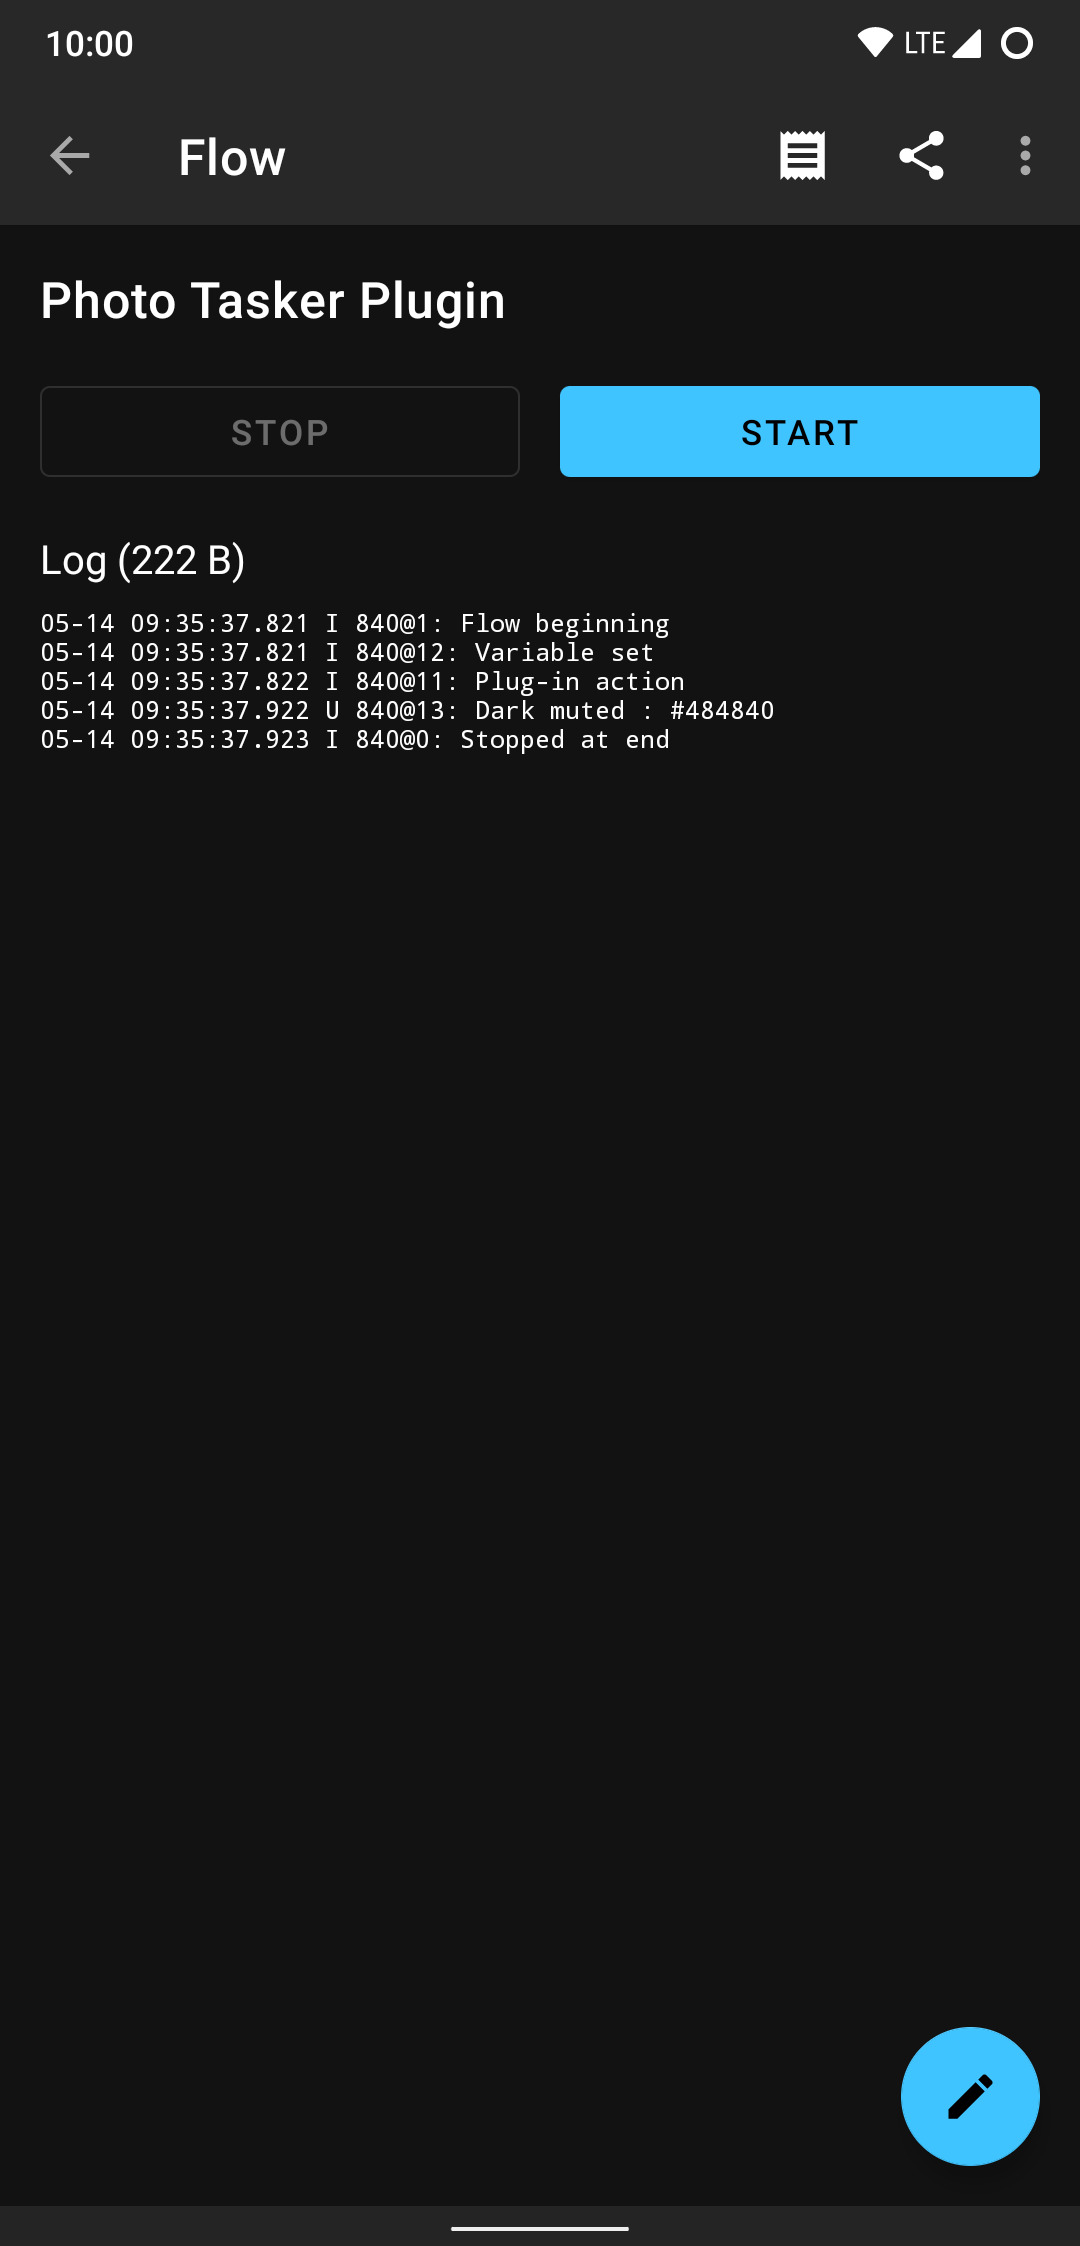 10:00 LTE
Flow
Photo Tasker Plugin
STOP START
Log (222 B)
05-14 09:35:37.821 I 840@1: Flow beginning
05-14 09:35:37.821 I 840@12: Variable set
05-14 09:35:37.822 I 840@11: Plug-in action
05-14 09:35:37.922 U 840@13: Dark muted : #484840
05-14 09:35:37.923 I 840@0: Stopped at end